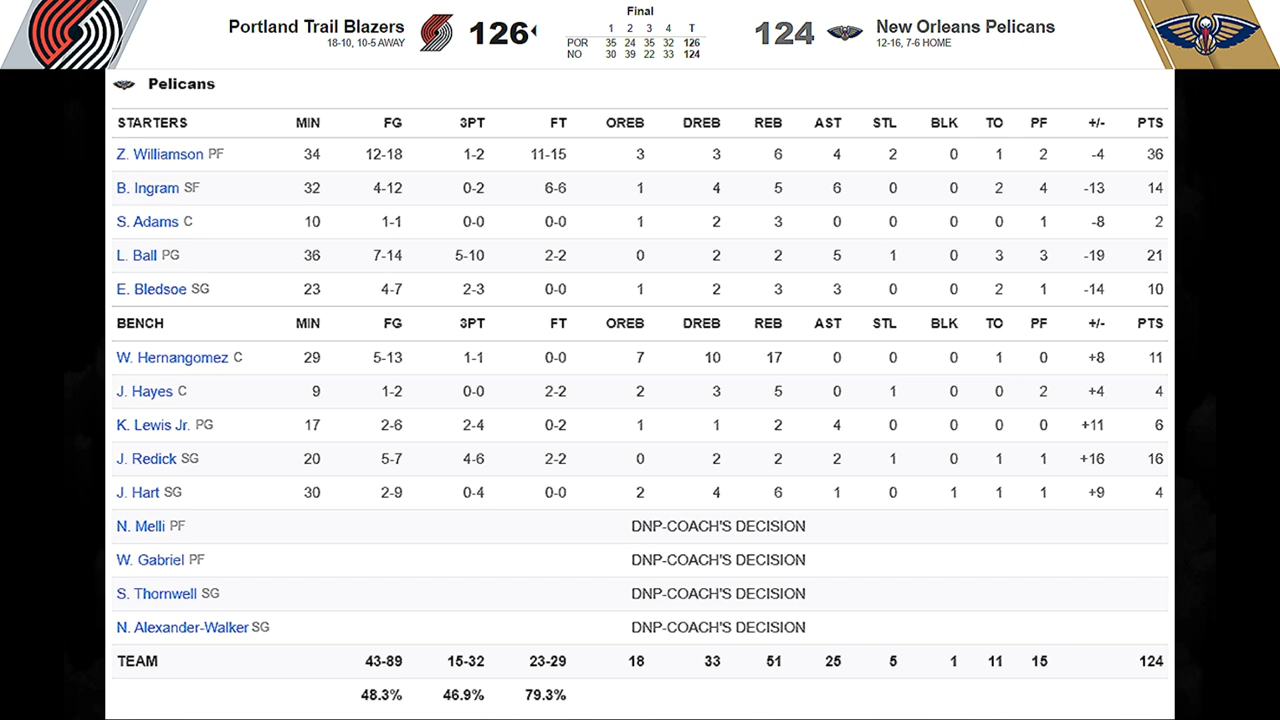 Portland Trail Blazers
18-10, 10-5 AWAY
126
Final
1 2 3 4 T
POR 35 24 35 32 126
NO 30 39 22 33 124
124
New Orleans Pelicans
12-16, 7-6 HOME
Pelicans
STARTERS MIN FG 3PT FT OREB DREB REB AST STL BLK TO PF +/- PTS
Z. Williamson PF 34 12-18 1-2 11-15 3 3 6 4 2 0 1 2 -4 36
B. Ingram SF 32 4-12 0-2 6-6 1 4 5 6 0 0 2 4 -13 14
S. Adams C 10 1-1 0-0 0-0 1 2 3 0 0 0 0 1 -8 2
L. Ball PG 36 7-14 5-10 2-2 0 2 2 5 1 0 3 3 -19 21
E. Bledsoe SG 23 4-7 2-3 0-0 1 2 3 3 0 0 2 1 -14 10
BENCH MIN FG 3PT FT OREB DREB REB AST STL BLK TO PF +/- PTS
W. Hernangomez C 29 5-13 1-1 0-0 7 10 17 0 0 0 1 0 +8 11
J. Hayes C 9 1-2 0-0 2-2 2 3 5 0 1 0 0 2 +4 4
K. Lewis Jr. PG 17 2-6 2-4 0-2 1 1 2 4 0 0 0 0 +11 6
J. Redick SG 20 5-7 4-6 2-2 0 2 2 2 1 0 1 1 +16 16
J. Hart SG 30 2-9 0-4 0-0 2 4 6 1 0 1 1 1 +9 4
N. Melli PF DNP-COACH'S DECISION
W. Gabriel PF DNP-COACH'S DECISION
S. Thornwell SG DNP-COACH'S DECISION
N. Alexander-Walker SG DNP-COACH'S DECISION
TEAM 43-89 15-32 23-29 18 33 51 25 5 1 11 15 124
48.3% 46.9% 79.3%